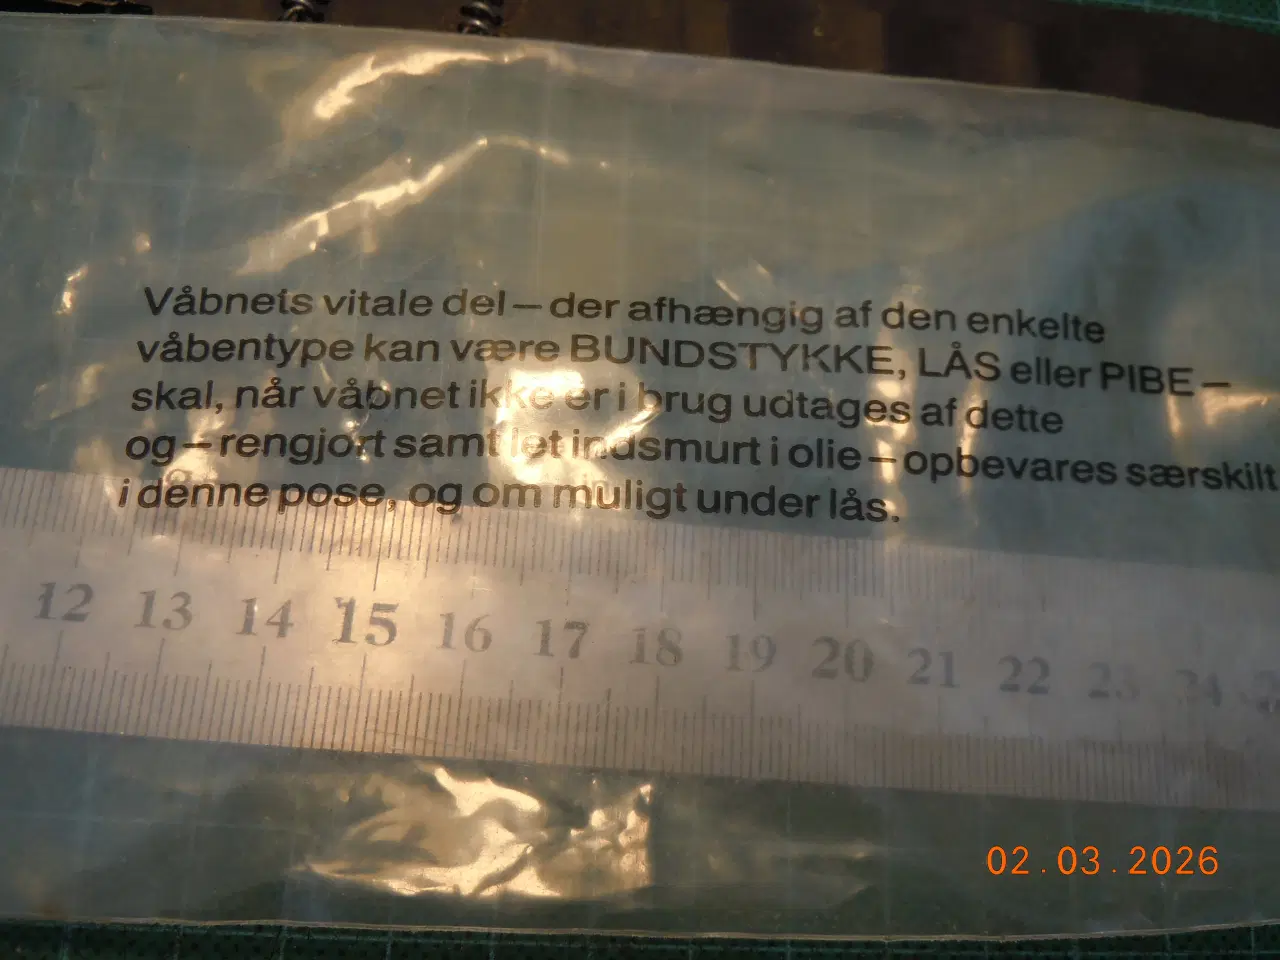 Våbnets vitale del — der afhængig af den enkelte
våbentype kan være BUNDSTYKKE, LÅS eller PIBE —
skal, når våbnet ikke er i brug udtages af dette
og — rengjort samt let indsmurt i olie — opbevares særskilt
i denne pose, og om muligt under lås.
12 13 14 15 16 17 18 19 20 21 22 23 24
02.03.2026